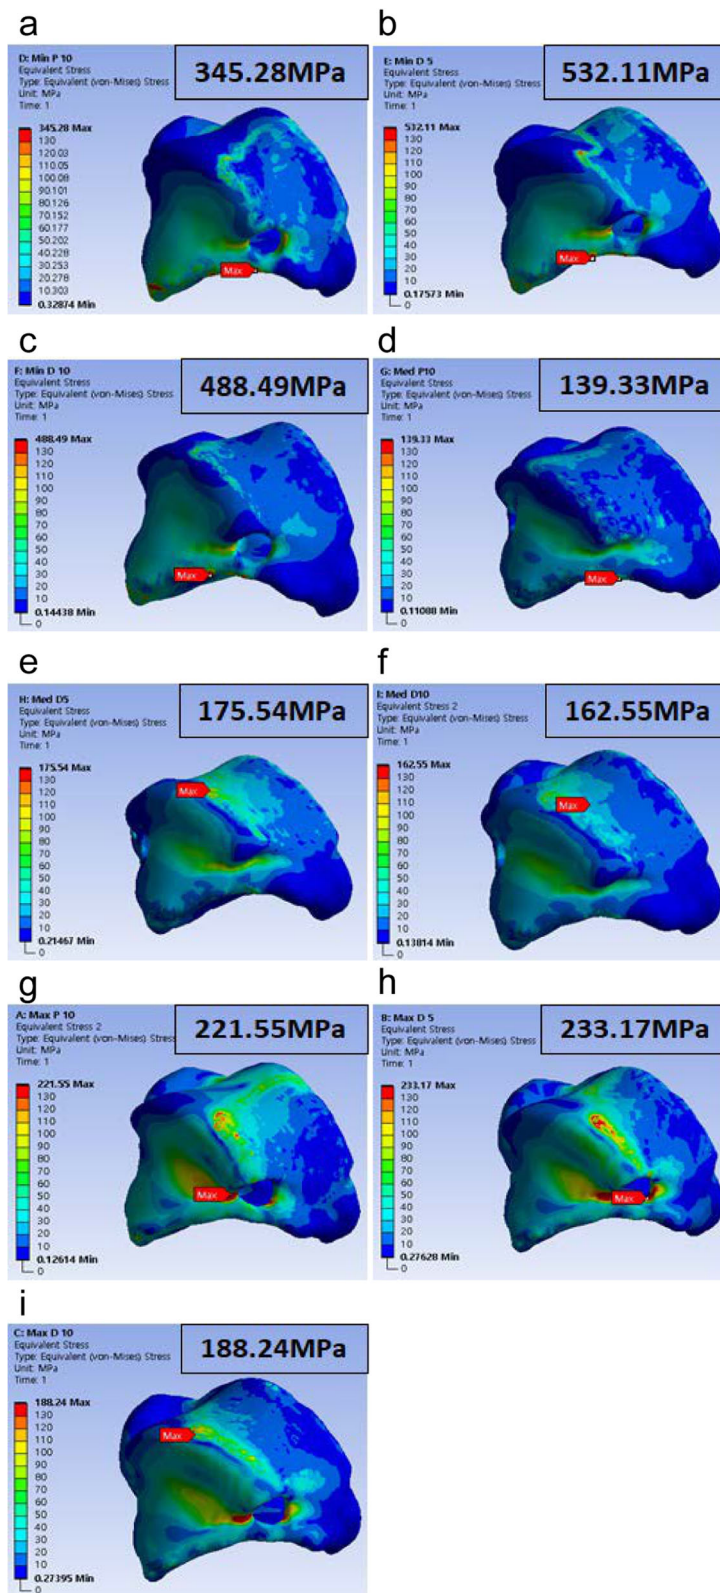 a
D: Min P 10
Equivalent Stress
Type: Equivalent (von-Mises) Stress
Unit: MPa
Time: 1
345.28MPa
345.28 Max
130
120.03
110.05
100.08
90.101
80.126
70.152
60.177
50.202
40.228
30.253
20.278
10.303
0.32874 Min
Max
b
E: Min D 5
Equivalent Stress
Type: Equivalent (von-Mises) Stress
Unit: MPa
Time: 1
532.11MPa
532.11 Max
130
120
110
100
90
80
70
60
50
40
30
20
10
0.17573 Min
0
Max
c
F: Min D 10
Equivalent Stress
Type: Equivalent (von-Mises) Stress
Unit: MPa
Time: 1
488.49MPa
488.49 Max
130
120
110
100
90
80
70
60
50
40
30
20
10
0.14438 Min
0
Max
d
G: Med P10
Equivalent Stress
Type: Equivalent (von-Mises) Stress
Unit: MPa
Time: 1
139.33MPa
139.33 Max
130
120
110
100
90
80
70
60
50
40
30
20
10
0.11088 Min
0
Max
e
H: Med D5
Equivalent Stress
Type: Equivalent (von-Mises) Stress
Unit: MPa
Time: 1
175.54MPa
175.54 Max
130
120
110
100
90
80
70
60
50
40
30
20
10
0.21467 Min
0
Max
f
I: Med D10
Equivalent Stress 2
Type: Equivalent (von-Mises) Stress
Unit: MPa
Time: 1
162.55MPa
162.55 Max
130
120
110
100
90
80
70
60
50
40
30
20
10
0.13814 Min
0
Max
g
A: Max P 10
Equivalent Stress 2
Type: Equivalent (von-Mises) Stress
Unit: MPa
Time: 1
221.55MPa
221.55 Max
130
120
110
100
90
80
70
60
50
40
30
20
10
0.12614 Min
0
Max
h
B: Max D 5
Equivalent Stress
Type: Equivalent (von-Mises) Stress
Unit: MPa
Time: 1
233.17MPa
233.17 Max
130
120
110
100
90
80
70
60
50
40
30
20
10
0.27628 Min
0
Max
i
C: Max D 10
Equivalent Stress
Type: Equivalent (von-Mises) Stress
Unit: MPa
Time: 1
188.24MPa
188.24 Max
130
120
110
100
90
80
70
60
50
40
30
20
10
0.27395 Min
0
Max